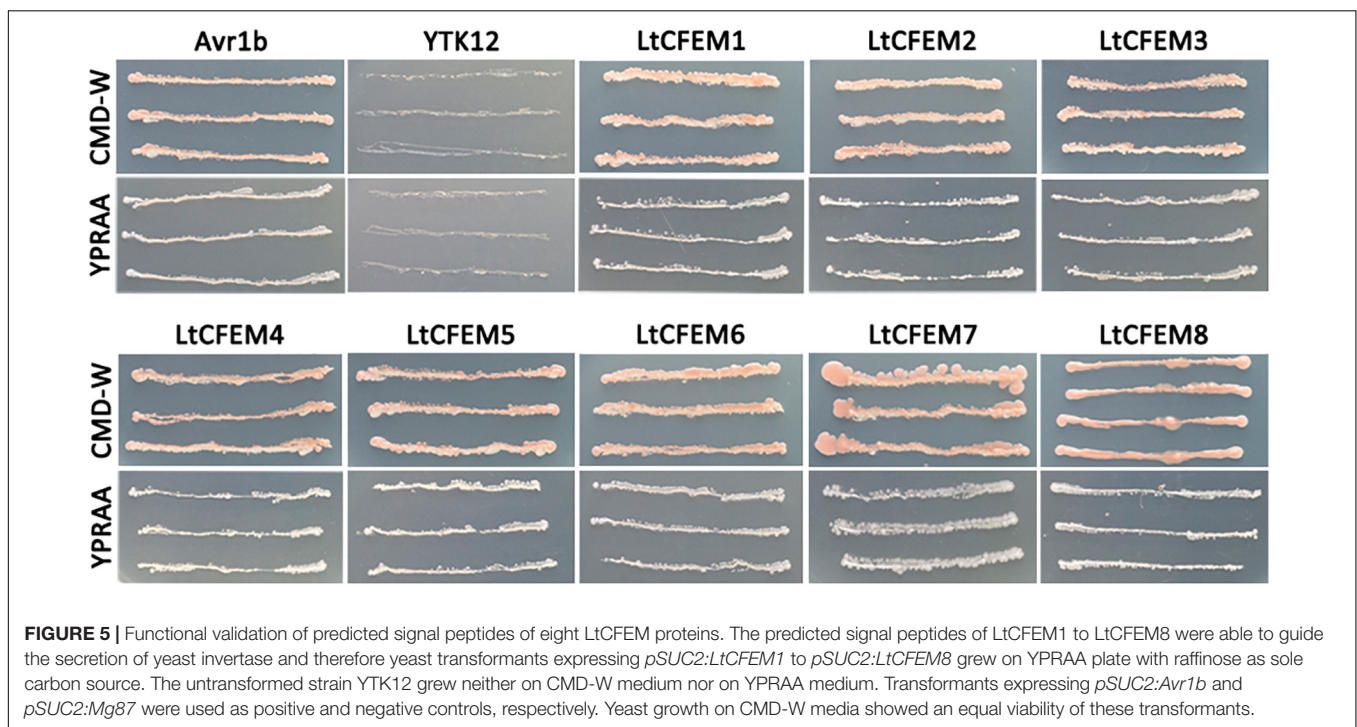 Avr1b YTK12 LtCFEM1 LtCFEM2 LtCFEM3
CMD-W
YPRAA
LtCFEM4 LtCFEM5 LtCFEM6 LtCFEM7 LtCFEM8
CMD-W
YPRAA
FIGURE 5 | Functional validation of predicted signal peptides of eight LtCFEM proteins. The predicted signal peptides of LtCFEM1 to LtCFEM8 were able to guide
the secretion of yeast invertase and therefore yeast transformants expressing pSUC2:LtCFEM1 to pSUC2:LtCFEM8 grew on YPRAA plate with raffinose as sole
carbon source. The untransformed strain YTK12 grew neither on CMD-W medium nor on YPRAA medium. Transformants expressing pSUC2:Avr1b and
pSUC2:Mg87 were used as positive and negative controls, respectively. Yeast growth on CMD-W media showed an equal viability of these transformants.